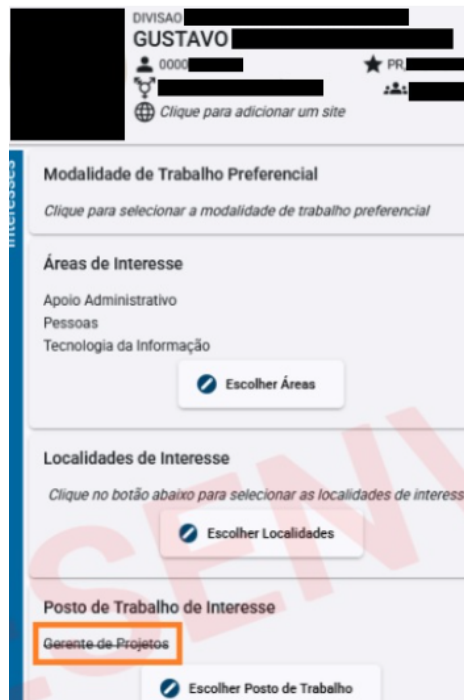 DIVISAO
GUSTAVO
0000
PR
Clique para adicionar um site
Interesses
Modalidade de Trabalho Preferencial
Clique para selecionar a modalidade de trabalho preferencial
Áreas de Interesse
Apoio Administrativo
Pessoas
Tecnologia da Informação
Escolher Áreas
Localidades de Interesse
Clique no botão abaixo para selecionar as localidades de interess
Escolher Localidades
Posto de Trabalho de Interesse
Gerente de Projetos
Escolher Posto de Trabalho